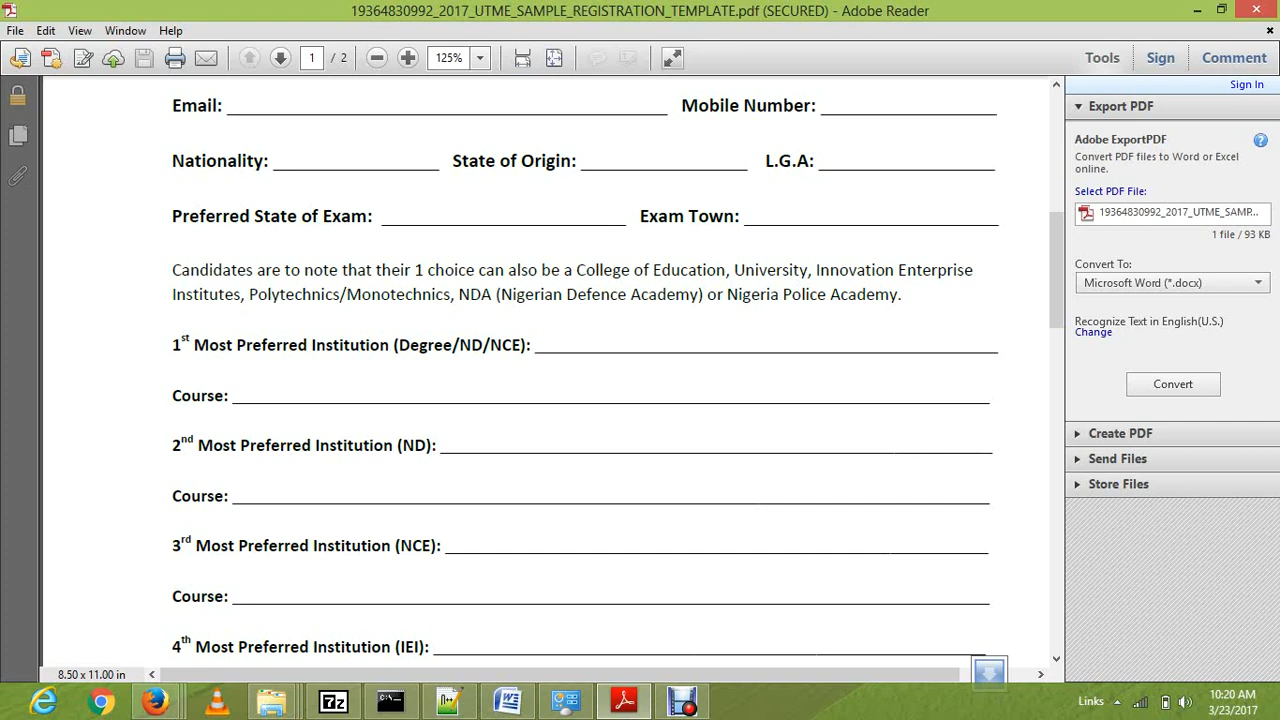 19364830992_2017_UTME_SAMPLE_REGISTRATION_TEMPLATE.pdf (SECURED) - Adobe Reader
File Edit View Window Help
1 / 2 125% Tools Sign Comment
Sign In
Email: Mobile Number:
Nationality: State of Origin: L.G.A:
Preferred State of Exam: Exam Town:
Candidates are to note that their 1 choice can also be a College of Education, University, Innovation Enterprise
Institutes, Polytechnics/Monotechnics, NDA (Nigerian Defence Academy) or Nigeria Police Academy.
1st Most Preferred Institution (Degree/ND/NCE):
Course:
2nd Most Preferred Institution (ND):
Course:
3rd Most Preferred Institution (NCE):
Course:
4th Most Preferred Institution (IEI):
Export PDF
Adobe ExportPDF
Convert PDF files to Word or Excel
online.
Select PDF File:
19364830992_2017_UTME_SAMP...
1 file / 93 KB
Convert To:
Microsoft Word (*.docx)
Recognize Text in English(U.S.)
Change
Convert
Create PDF
Send Files
Store Files
8.50 x 11.00 in
7z
Links
10:20 AM
3/23/2017